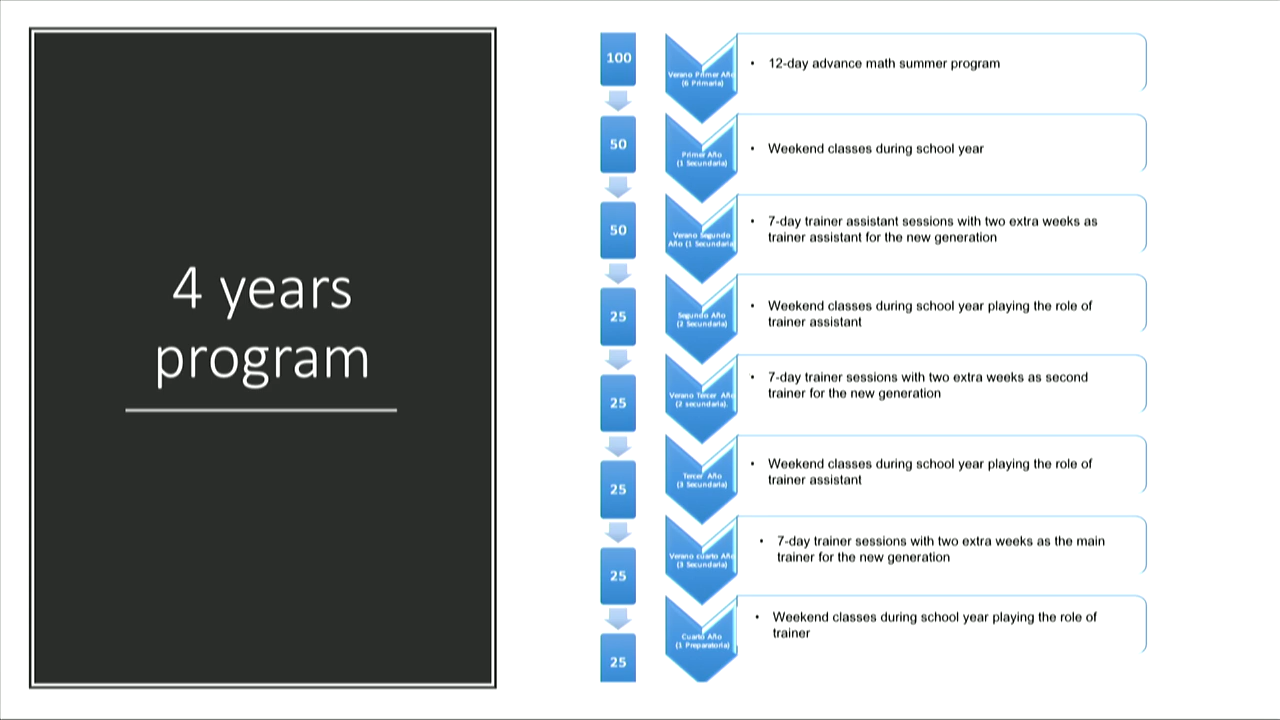 4 years
program
100
Verano Primer Año
(6 Primaria)
• 12-day advance math summer program
50
Primer Año
(1 Secundaria)
• Weekend classes during school year
50
Verano Segundo
Año (1 Secundaria)
• 7-day trainer assistant sessions with two extra weeks as
trainer assistant for the new generation
25
Segundo Año
(2 Secundaria)
• Weekend classes during school year playing the role of
trainer assistant
25
Verano Tercer Año
(2 secundaria).
• 7-day trainer sessions with two extra weeks as second
trainer for the new generation
25
Tercer Año
(3 Secundaria)
• Weekend classes during school year playing the role of
trainer assistant
25
Verano cuarto Año
(3 Secundaria)
• 7-day trainer sessions with two extra weeks as the main
trainer for the new generation
25
Cuarto Año
(1 Preparatoria)
• Weekend classes during school year playing the role of
trainer